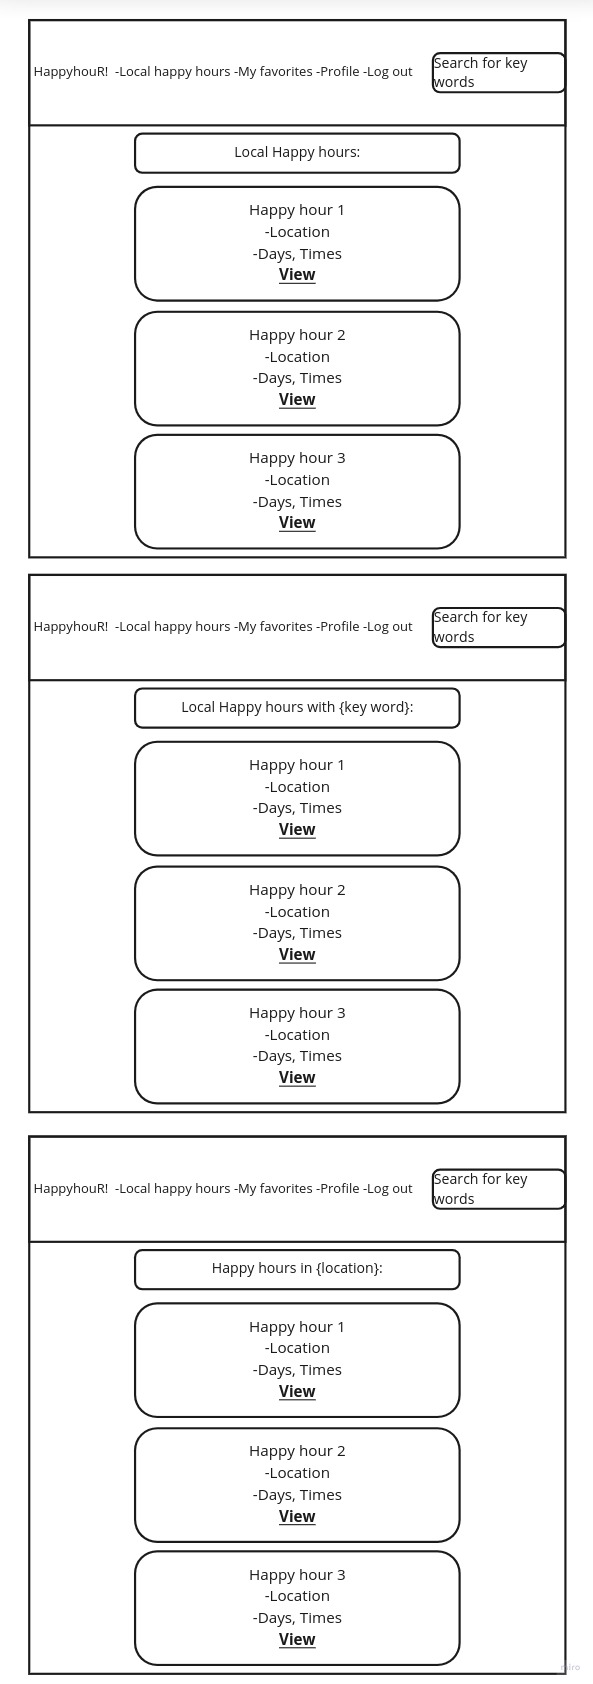 HappyhouR!  -Local happy hours -My favorites -Profile -Log out
Search for key
words
Local Happy hours:
Happy hour 1
-Location
-Days, Times
View
Happy hour 2
-Location
-Days, Times
View
Happy hour 3
-Location
-Days, Times
View
HappyhouR!  -Local happy hours -My favorites -Profile -Log out
Search for key
words
Local Happy hours with {key word}:
Happy hour 1
-Location
-Days, Times
View
Happy hour 2
-Location
-Days, Times
View
Happy hour 3
-Location
-Days, Times
View
HappyhouR!  -Local happy hours -My favorites -Profile -Log out
Search for key
words
Happy hours in {location}:
Happy hour 1
-Location
-Days, Times
View
Happy hour 2
-Location
-Days, Times
View
Happy hour 3
-Location
-Days, Times
View
miro